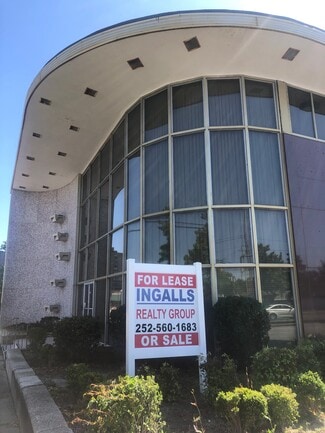 FOR LEASE
INGALLS
REALTY GROUP
252-560-1683
OR SALE